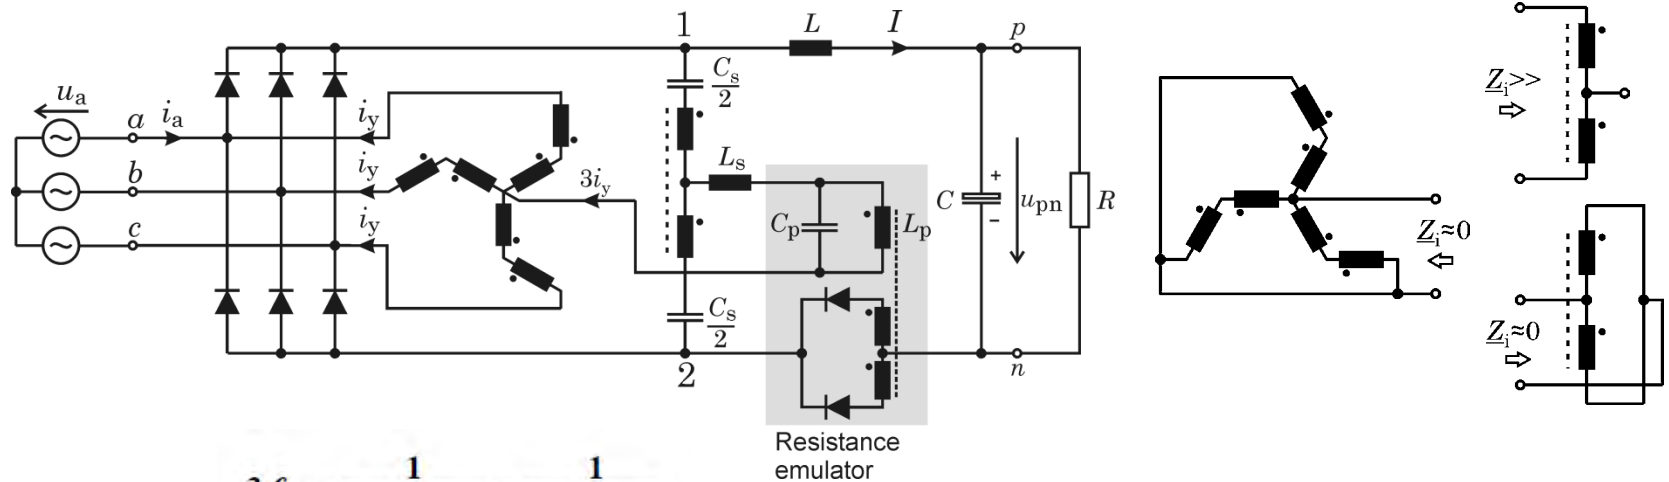 1
L
I
p
C_s/2
u_a
a
i_a
i_y
b
i_y
c
i_y
3i_y
L_s
C_p
L_p
C
+
−
u_pn
R
C_s/2
2
n
Resistance
emulator
Z_i>>
Z_i≈0
Z_i≈0
1 1